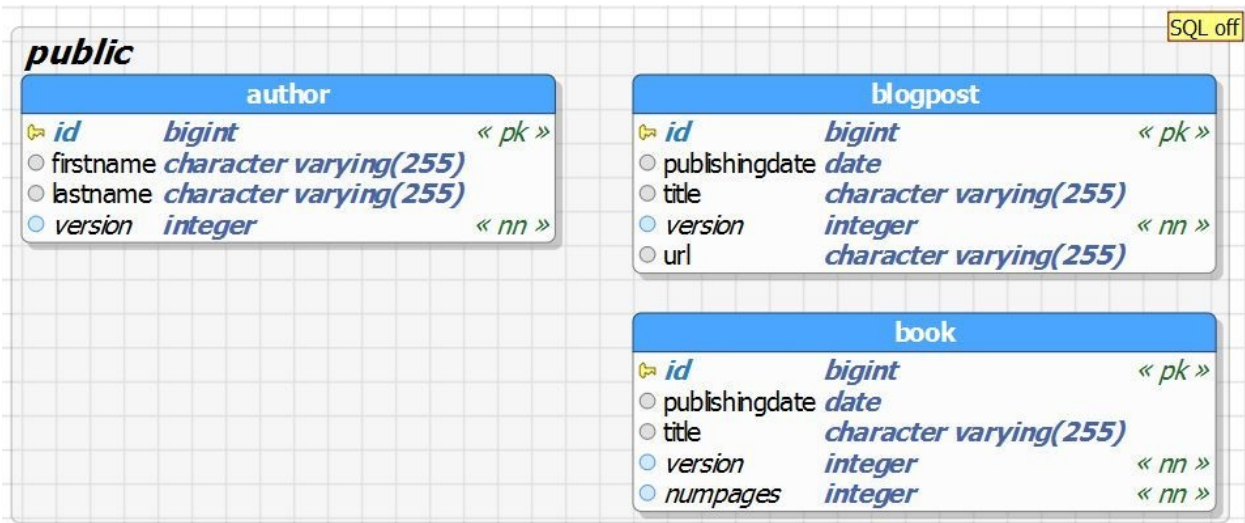 SQL off
public
author
id bigint « pk »
firstname character varying(255)
lastname character varying(255)
version integer « nn »
blogpost
id bigint « pk »
publishingdate date
title character varying(255)
version integer « nn »
url character varying(255)
book
id bigint « pk »
publishingdate date
title character varying(255)
version integer « nn »
numpages integer « nn »